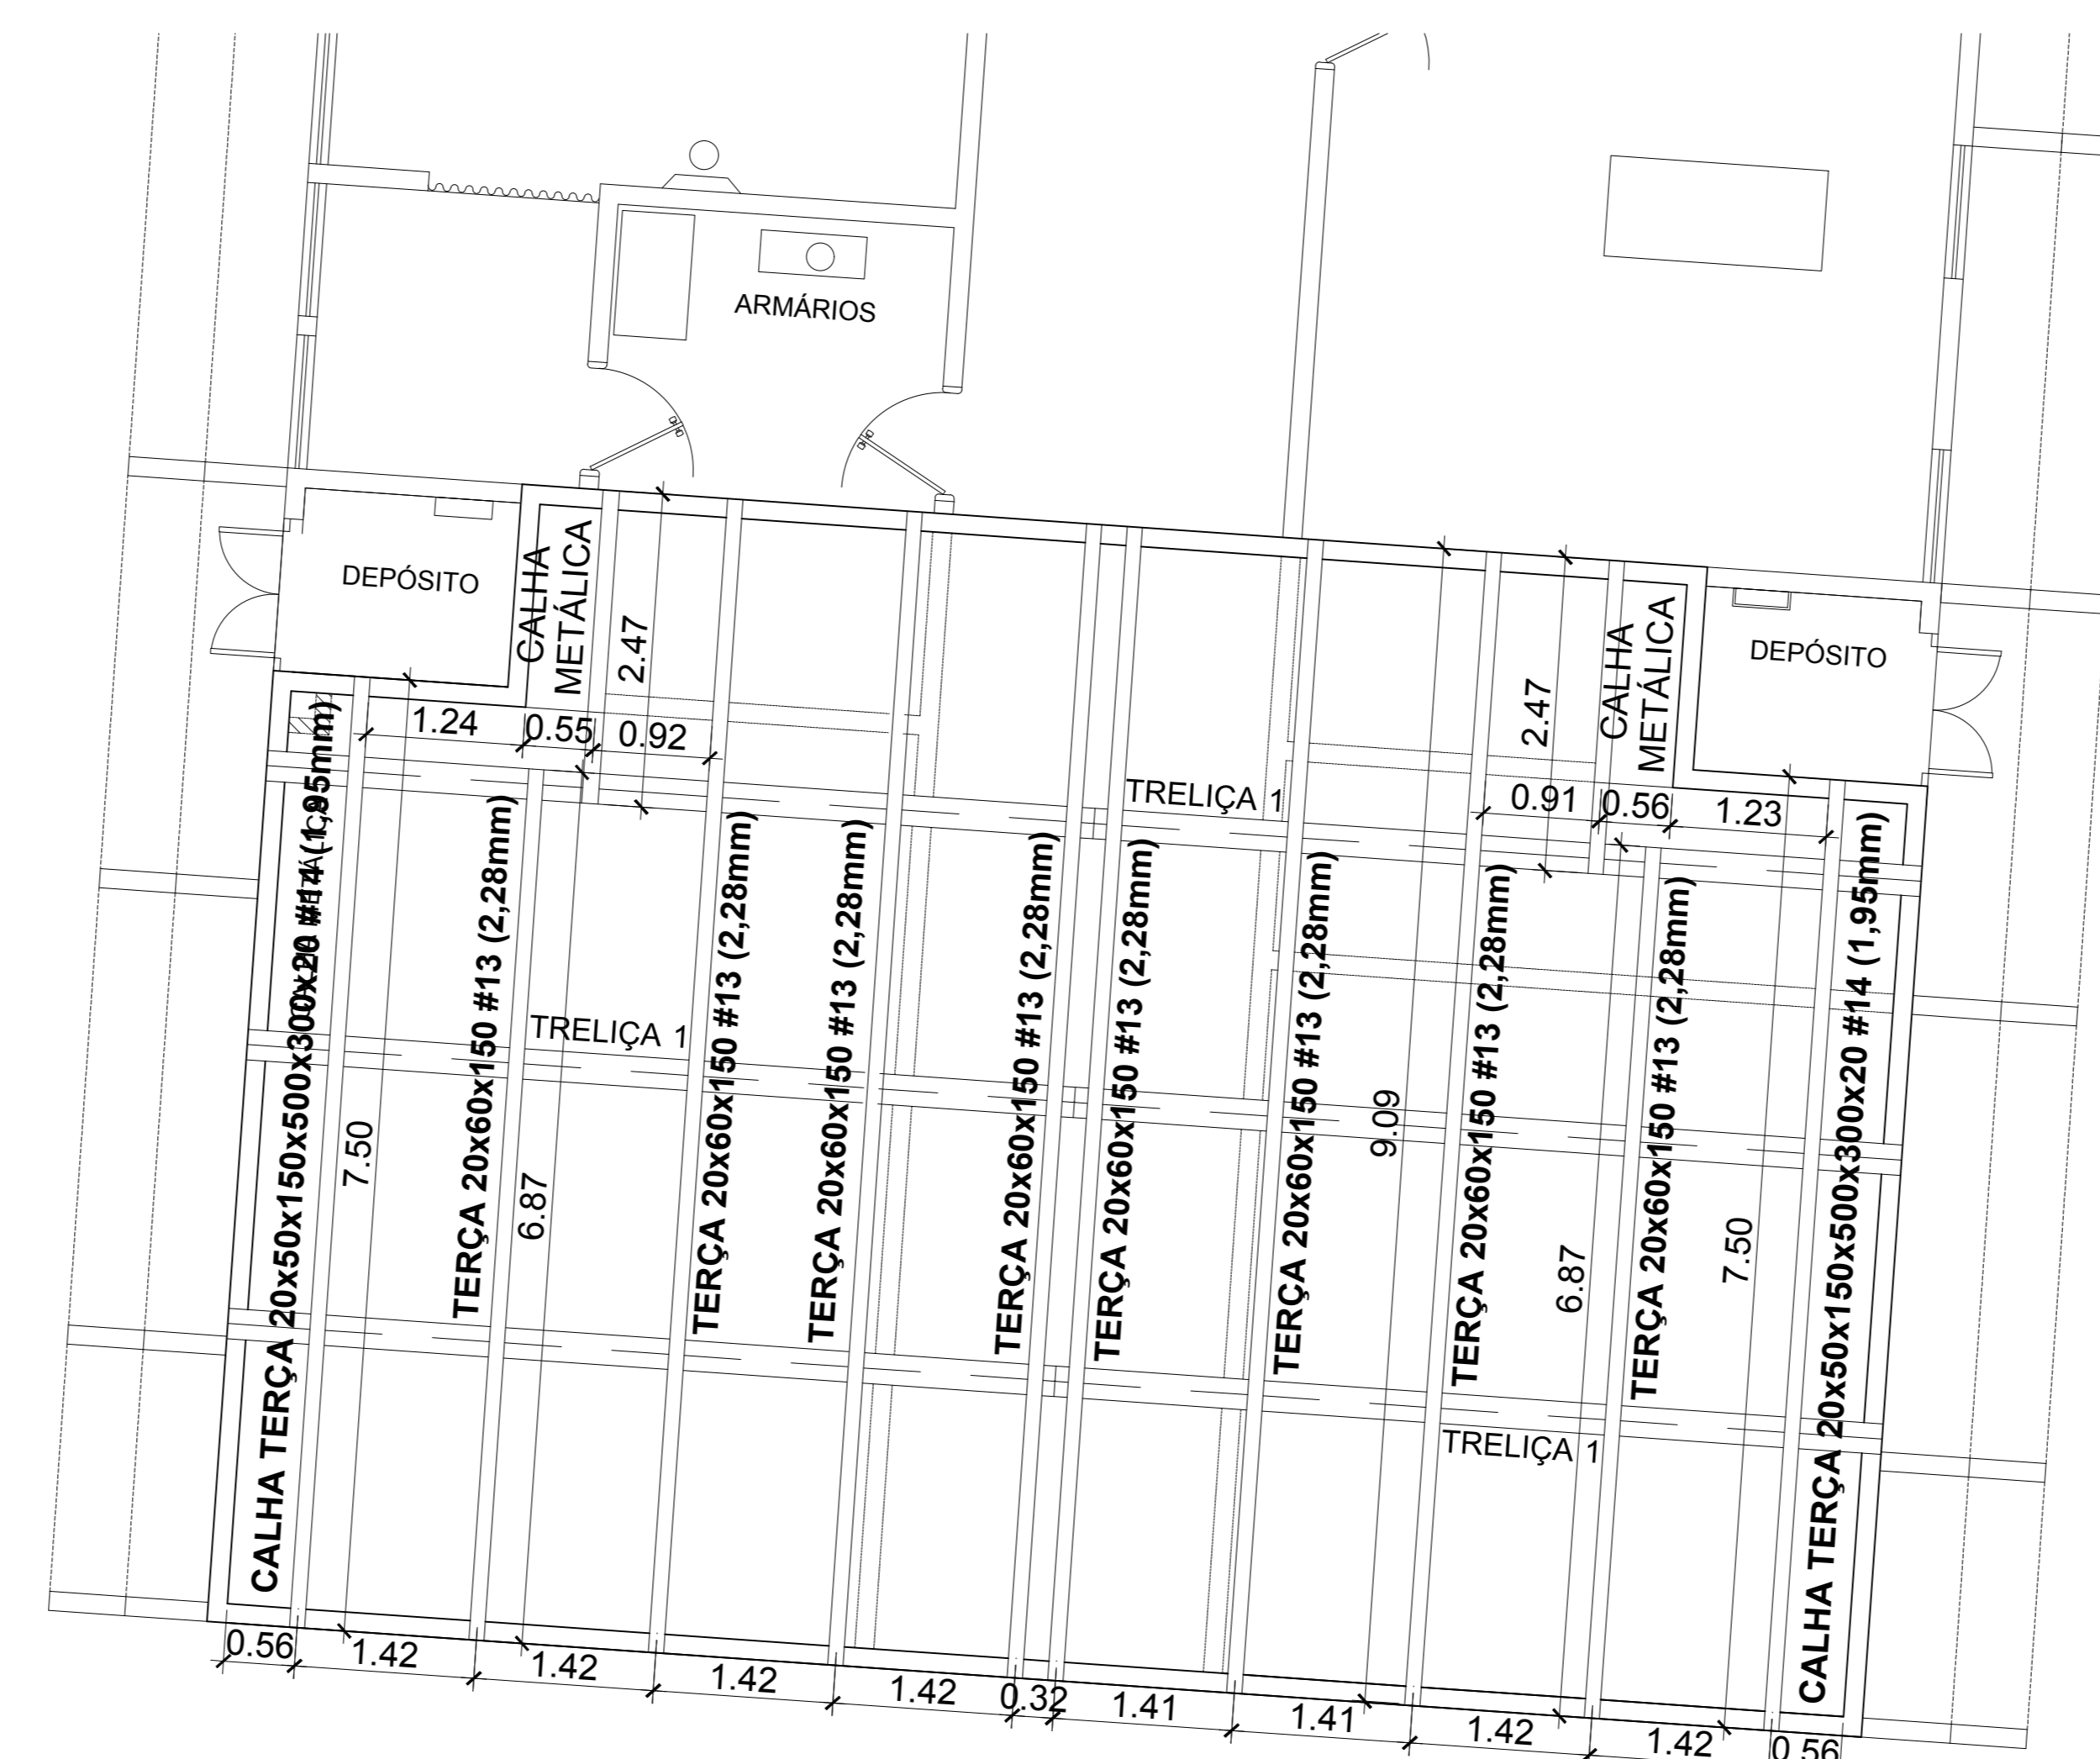 ARMÁRIOS
DEPÓSITO
CALHA
METÁLICA
2.47
2.47
CALHA
METÁLICA
DEPÓSITO
1.24
0.55
0.92
TRELIÇA 1
0.91
0.56
1.23
CALHA TERÇA 20x50x150x500x300x20 #14 (1,95mm)
7.50
TERÇA 20x60x150 #13 (2,28mm)
6.87
TRELIÇA 1
TERÇA 20x60x150 #13 (2,28mm)
TERÇA 20x60x150 #13 (2,28mm)
TERÇA 20x60x150 #13 (2,28mm)
TERÇA 20x60x150 #13 (2,28mm)
TERÇA 20x60x150 #13 (2,28mm)
9.09
TERÇA 20x60x150 #13 (2,28mm)
6.87
TERÇA 20x60x150 #13 (2,28mm)
7.50
CALHA TERÇA 20x50x150x500x300x20 #14 (1,95mm)
TRELIÇA 1
0.56
1.42
1.42
1.42
1.42
0.32
1.41
1.41
1.42
1.42
0.56